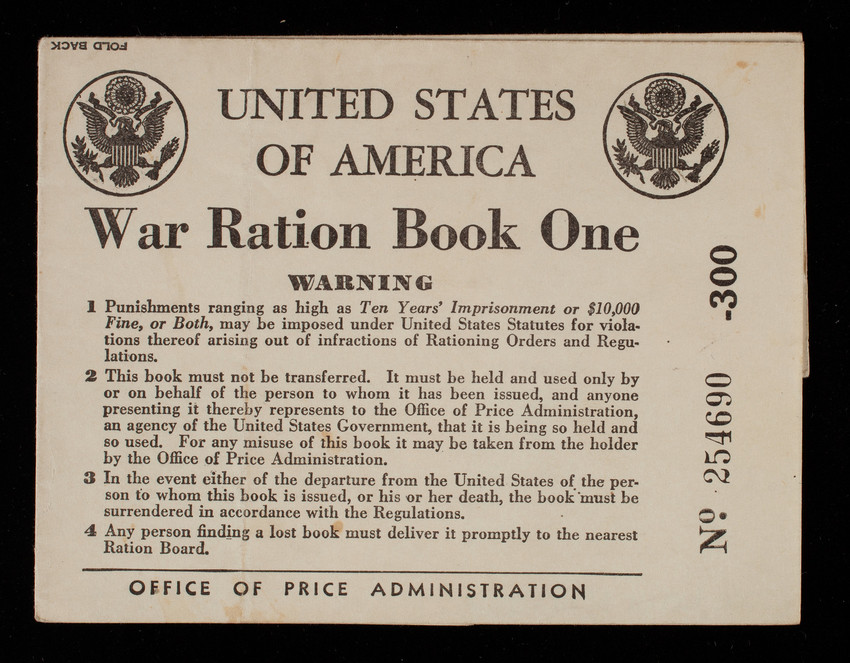 FOLD BACK
UNITED STATES
OF AMERICA
War Ration Book One
WARNING
1 Punishments ranging as high as Ten Years' Imprisonment or $10,000
Fine, or Both, may be imposed under United States Statutes for viola-
tions thereof arising out of infractions of Rationing Orders and Regu-
lations.
2 This book must not be transferred. It must be held and used only by
or on behalf of the person to whom it has been issued, and anyone
presenting it thereby represents to the Office of Price Administration,
an agency of the United States Government, that it is being so held and
so used. For any misuse of this book it may be taken from the holder
by the Office of Price Administration.
3 In the event either of the departure from the United States of the per-
son to whom this book is issued, or his or her death, the book must be
surrendered in accordance with the Regulations.
4 Any person finding a lost book must deliver it promptly to the nearest
Ration Board.
OFFICE OF PRICE ADMINISTRATION
Nº 254690 -300